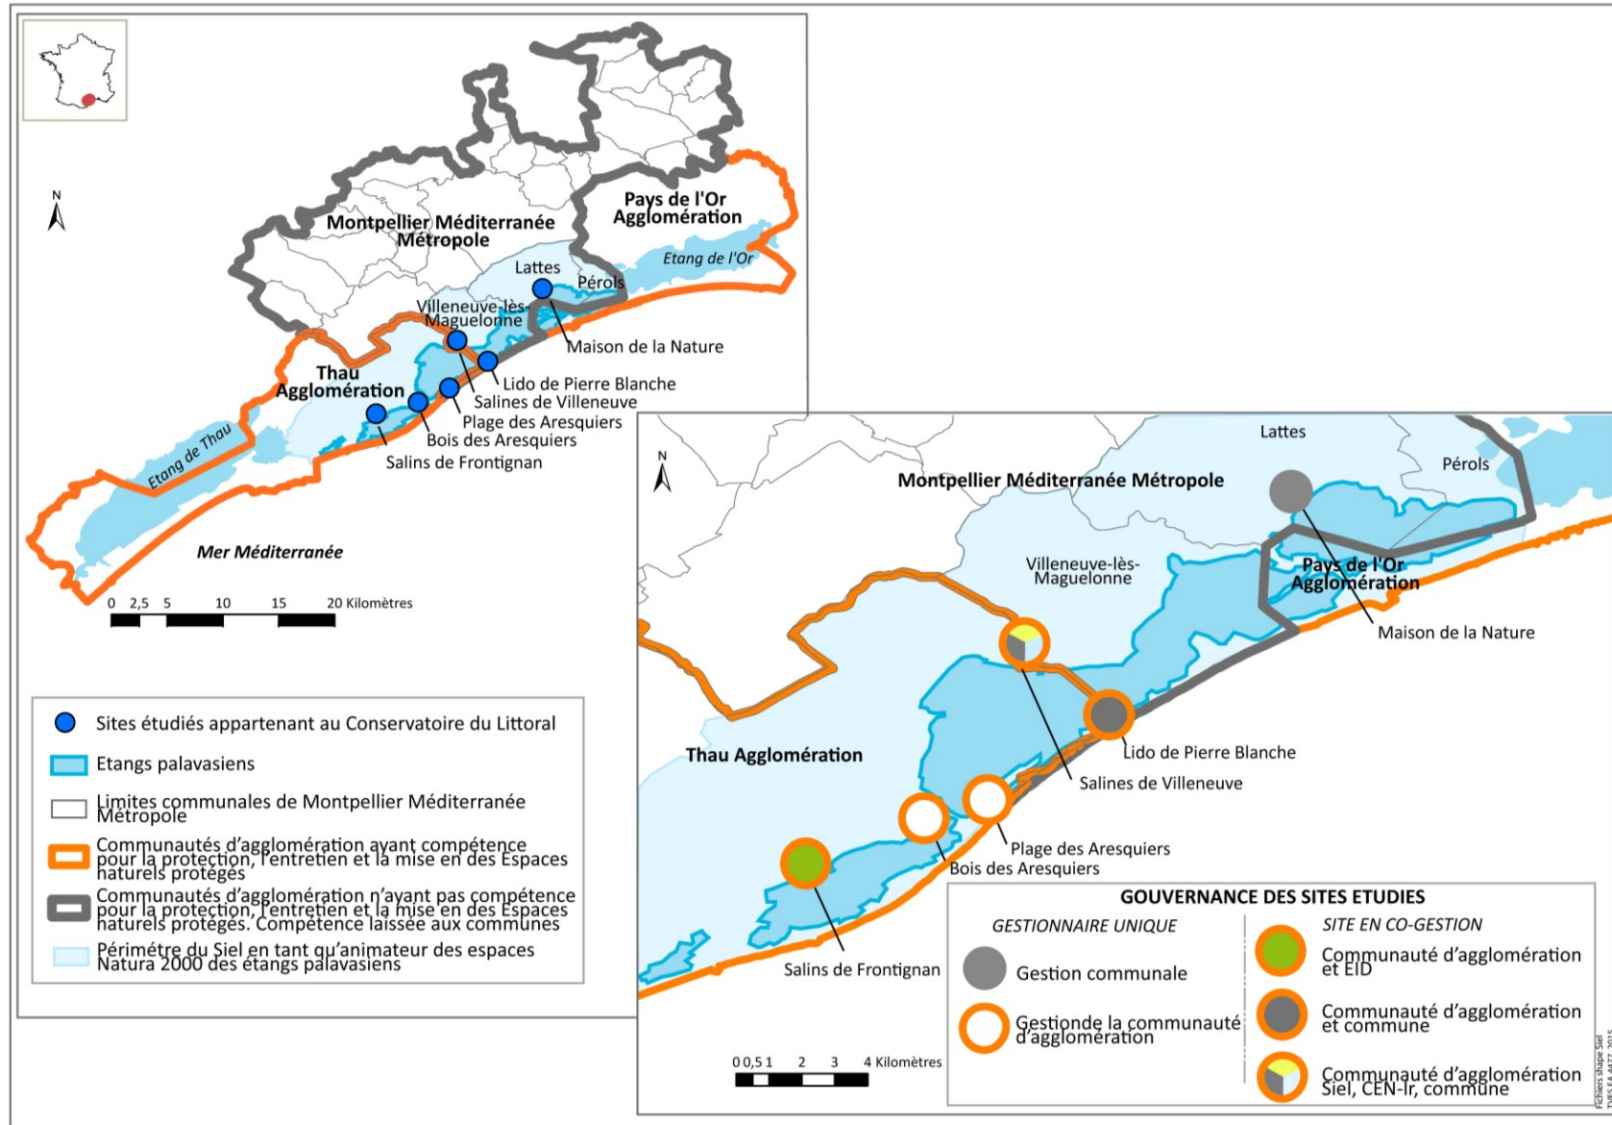 N
Montpellier Méditerranée
Métropole
Pays de l'Or
Agglomération
Etang de l'Or
Lattes
Pérols
Villeneuve-lès-
Maguelonne
Maison de la Nature
Thau
Agglomération
Lido de Pierre Blanche
Salines de Villeneuve
Plage des Aresquiers
Bois des Aresquiers
Salins de Frontignan
Etang de Thau
Mer Méditerranée
0 2,5 5 10 15 20 Kilomètres
Sites étudiés appartenant au Conservatoire du Littoral
Etangs palavasiens
Limites communales de Montpellier Méditerranée
Métropole
Communautés d'agglomération ayant compétence
pour la protection, l'entretien et la mise en des Espaces
naturels protégés
Communautés d'agglomération n'ayant pas compétence
pour la protection, l'entretien et la mise en des Espaces
naturels protégés. Compétence laissée aux communes
Périmétre du Siel en tant qu'animateur des espaces
Natura 2000 des étangs palavasiens
N
Lattes
Pérols
Montpellier Méditerranée Métropole
Villeneuve-lès-
Maguelonne
Pays de l'Or
Agglomération
Maison de la Nature
Thau Agglomération
Lido de Pierre Blanche
Salines de Villeneuve
Plage des Aresquiers
Bois des Aresquiers
Salins de Frontignan
0 0,5 1 2 3 4 Kilomètres
GOUVERNANCE DES SITES ETUDIES
GESTIONNAIRE UNIQUE
Gestion communale
Gestionde la communauté
d'agglomération
SITE EN CO-GESTION
Communauté d'agglomération
et EID
Communauté d'agglomération
et commune
Communauté d'agglomération
Siel, CEN-lr, commune
Fichiers shape Siel
TVES EA 4477, 2015